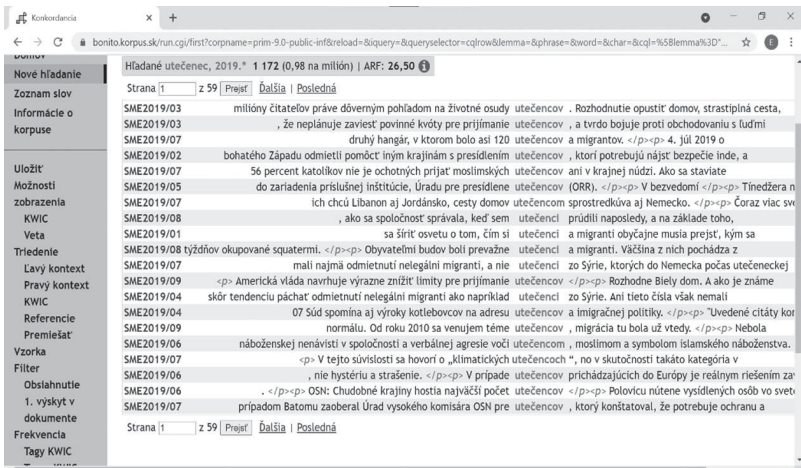 Konkordancia
bonito.korpus.sk/run.cgi/first?corpname=prim-9.0-public-inf&reload=&iquery=&queryselector=cqlrow&lemma=&phrase=&word=&char=&cql=%5Blemma%3D"...
E
Domov
Nové hľadanie
Zoznam slov
Informácie o
korpuse
Uložiť
Možnosti
zobrazenia
KWIC
Veta
Triedenie
Ľavý kontext
Pravý kontext
KWIC
Referencie
Premiešať
Vzorka
Filter
Obsiahnutie
1. výskyt v
dokumente
Frekvencia
Tagy KWIC
Hľadané utečenec, 2019.* 1 172 (0,98 na milión) | ARF: 26,50
Strana 1 z 59 Prejsť Ďalšia | Posledná
SME2019/03 milióny čitateľov práve dôverným pohľadom na životné osudy utečencov . Rozhodnutie opustiť domov, strastiplná cesta,
SME2019/03 , že neplánuje zaviesť povinné kvóty pre prijímanie utečencov , a tvrdo bojuje proti obchodovaniu s ľuďmi
SME2019/07 druhý hangár, v ktorom bolo asi 120 utečencov a migrantov. </p><p> 4. júl 2019 o
SME2019/02 bohatého Západu odmietli pomôcť iným krajinám s presídlením utečencov , ktorí potrebujú nájsť bezpečie inde, a
SME2019/07 56 percent katolíkov nie je ochotných prijať moslimských utečencov ani v krajnej núdzi. Ako sa staviate
SME2019/05 do zariadenia príslušnej inštitúcie, Úradu pre presídlene utečencov (ORR). </p><p> V bezvedomí </p><p> Tínedžera n
SME2019/07 ich chcú Libanon aj Jordánsko, cesty domov utečencom sprostredkúva aj Nemecko. </p><p> Čoraz viac sve
SME2019/08 , ako sa spoločnosť správala, keď sem utečenci prúdili naposledy, a na základe toho,
SME2019/01 sa šíriť osvetu o tom, čím si utečenci a migranti obyčajne musia prejsť, kým sa
SME2019/08 týždňov okupované squatermi. </p><p> Obyvateľmi budov boli prevažne utečenci a migranti. Väčšina z nich pochádza z
SME2019/07 mali najmä odmietnutí nelegálni migranti, a nie utečenci zo Sýrie, ktorých do Nemecka počas utečeneckej
SME2019/09 <p> Americká vláda navrhuje výrazne znížiť limity pre prijímanie utečencov </p><p> Rozhodne Biely dom. A ako je známe
SME2019/04 skôr tendenciu páchať odmietnutí nelegálni migranti ako napríklad utečenci zo Sýrie. Ani tieto čísla však nemali
SME2019/04 07 Súd spomína aj výroky kotlebovcov na adresu utečencov a imigračnej politiky. </p><p> "Uvedené citáty kor
SME2019/09 normálu. Od roku 2010 sa venujem téme utečencov , migrácia tu bola už vtedy. </p><p> Nebola
SME2019/06 náboženskej nenávisti v spoločnosti a verbálnej agresie voči utečencom , moslimom a symbolom islamského náboženstva.
SME2019/07 <p> V tejto súvislosti sa hovorí o „klimatických utečencoch “, no v skutočnosti takáto kategória v
SME2019/06 , nie hystériu a strašenie. </p><p> V prípade utečencov prichádzajúcich do Európy je reálnym riešením zav
SME2019/06 . </p><p> OSN: Chudobné krajiny hostia najväčší počet utečencov </p><p> Polovicu nútene vysídlených osôb vo svete
SME2019/07 prípadom Batomu zaoberal Úrad vysokého komisára OSN pre utečencov , ktorý konštatoval, že potrebuje ochranu a
Strana 1 z 59 Prejsť Ďalšia | Posledná